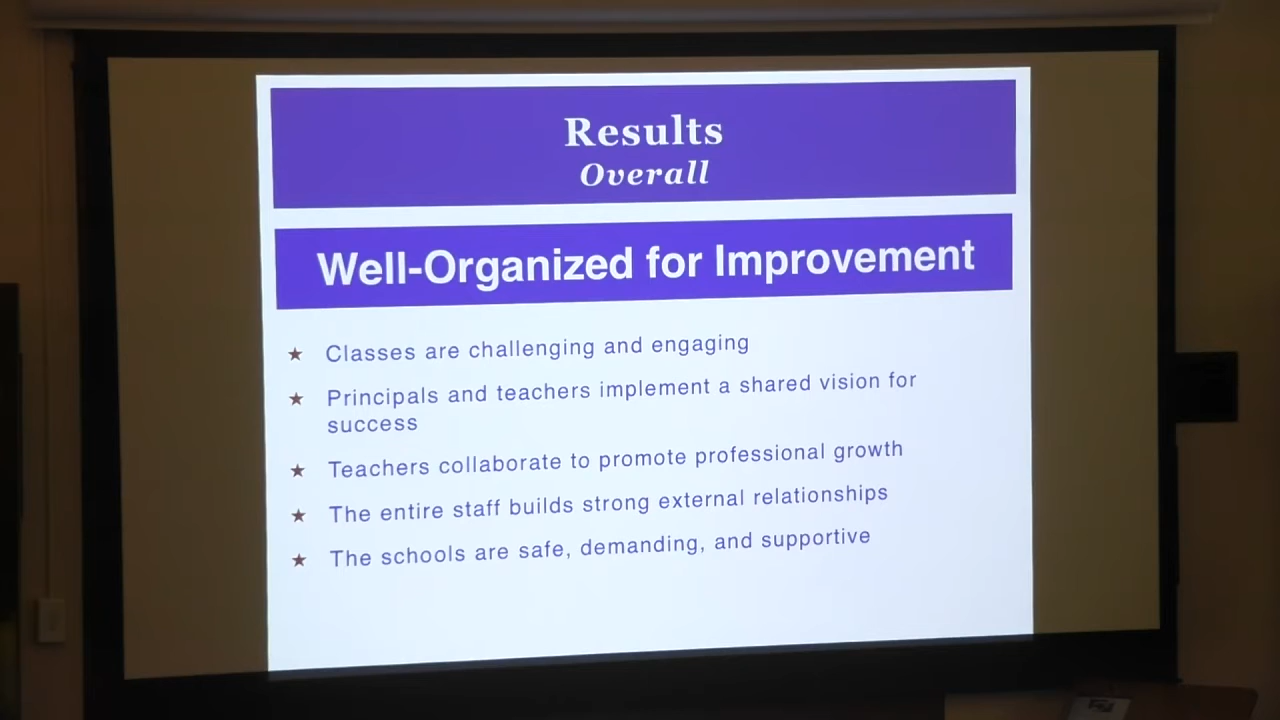 Results
Overall
Well-Organized for Improvement
★ Classes are challenging and engaging
★ Principals and teachers implement a shared vision for
success
★ Teachers collaborate to promote professional growth
★ The entire staff builds strong external relationships
★ The schools are safe, demanding, and supportive